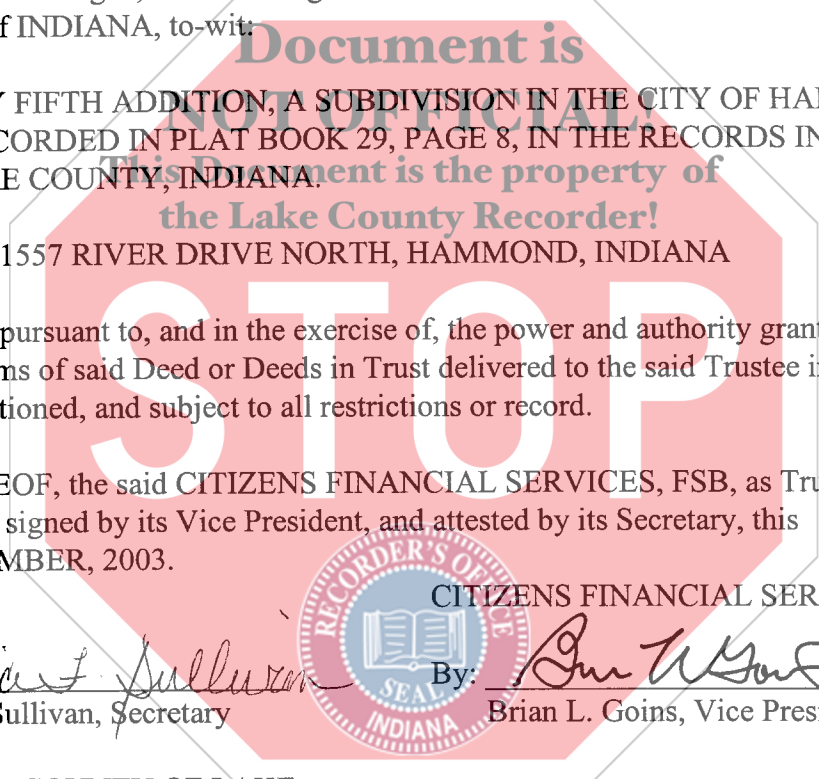 f INDIANA, to-wit:
Document is
FIFTH ADDITION, A SUBDIVISION IN THE CITY OF HA
NOT OFFICIAL!
CORDED IN PLAT BOOK 29, PAGE 8, IN THE RECORDS IN
This Document is the property of
E COUNTY, INDIANA.
the Lake County Recorder!
1557 RIVER DRIVE NORTH, HAMMOND, INDIANA
STOP
pursuant to, and in the exercise of, the power and authority grant
ms of said Deed or Deeds in Trust delivered to the said Trustee i
tioned, and subject to all restrictions or record.
EOF, the said CITIZENS FINANCIAL SERVICES, FSB, as Tru
signed by its Vice President, and attested by its Secretary, this
MBER, 2003.
RECORDER'S OFFICE
CITIZENS FINANCIAL SER
Sullivan
By:
SEAL
ullivan, Secretary
Brian L. Goins, Vice Pres
INDIANA